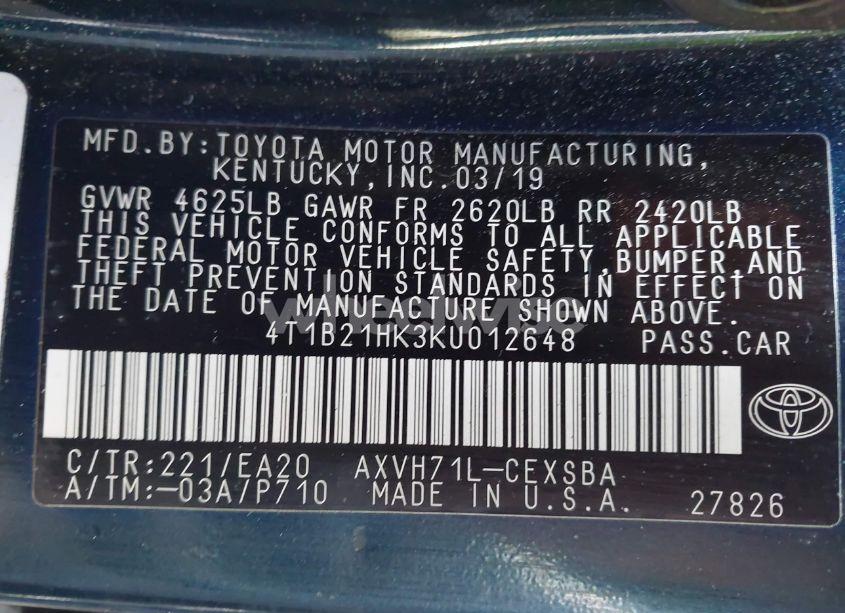 MFD.BY:TOYOTA MOTOR MANUFACTURING,
KENTUCKY,INC.03/19
GVWR 4625LB GAWR FR 2620LB RR 2420LB
THIS VEHICLE CONFORMS TO ALL APPLICABLE
FEDERAL MOTOR VEHICLE SAFETY,BUMPER,AND
THEFT PREVENTION STANDARDS IN EFFECT ON
THE DATE OF MANUFACTURE SHOWN ABOVE.
4T1B21HK3KU012648 PASS.CAR
C/TR:221/EA20 AXVH71L-CEXSBA
A/TM:-03A/P710 MADE IN U.S.A. 27826